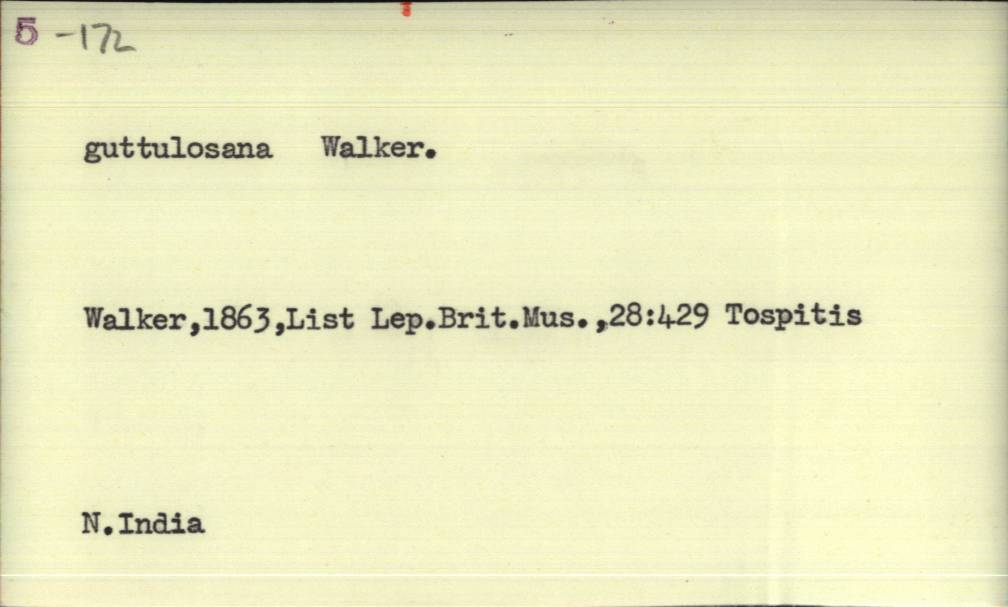 5 -172
guttulosana Walker.
Walker,1863,List Lep.Brit.Mus.,28:429 Tospitis
N.India